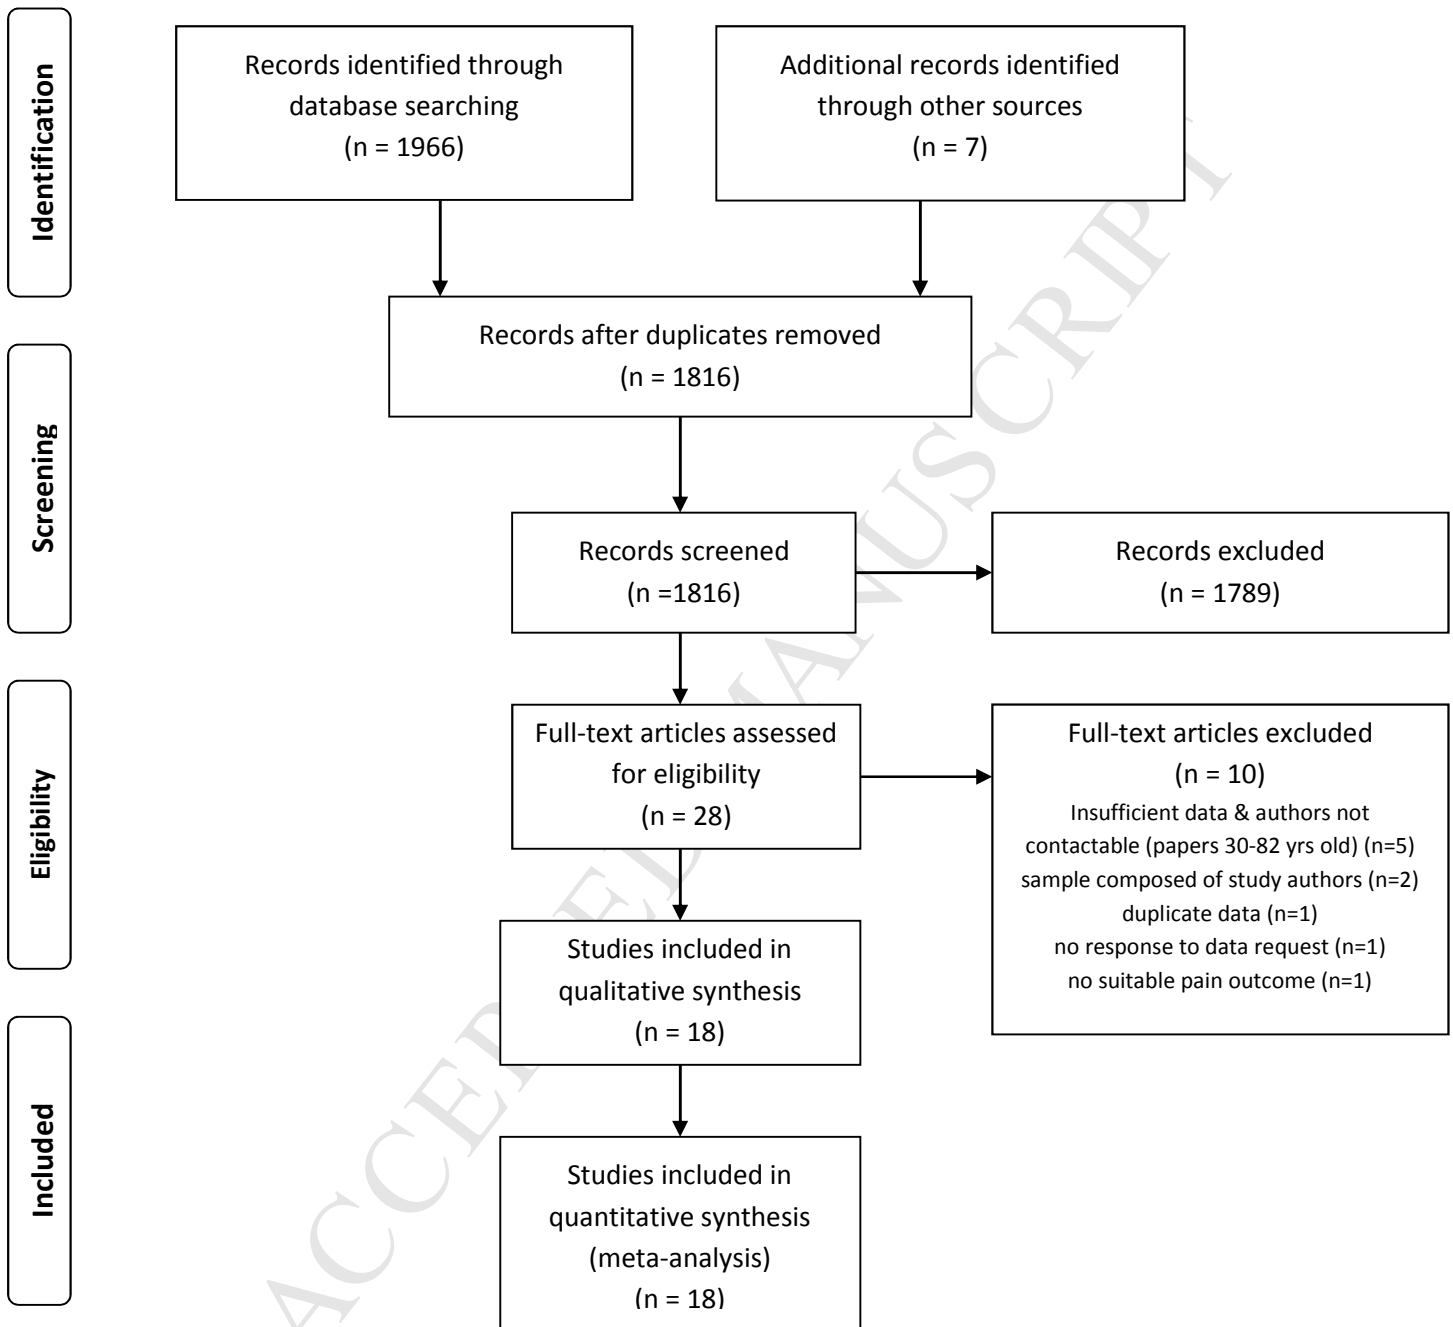 Identification
Records identified through
database searching
(n = 1966)
Additional records identified
through other sources
(n = 7)
Records after duplicates removed
(n = 1816)
Screening
Records screened
(n =1816)
Records excluded
(n = 1789)
Eligibility
Full-text articles assessed
for eligibility
(n = 28)
Full-text articles excluded
(n = 10)
Insufficient data & authors not
contactable (papers 30-82 yrs old) (n=5)
sample composed of study authors (n=2)
duplicate data (n=1)
no response to data request (n=1)
no suitable pain outcome (n=1)
Studies included in
qualitative synthesis
(n = 18)
Included
Studies included in
quantitative synthesis
(meta-analysis)
(n = 18)
ACCEPTED MANUSCRIPT